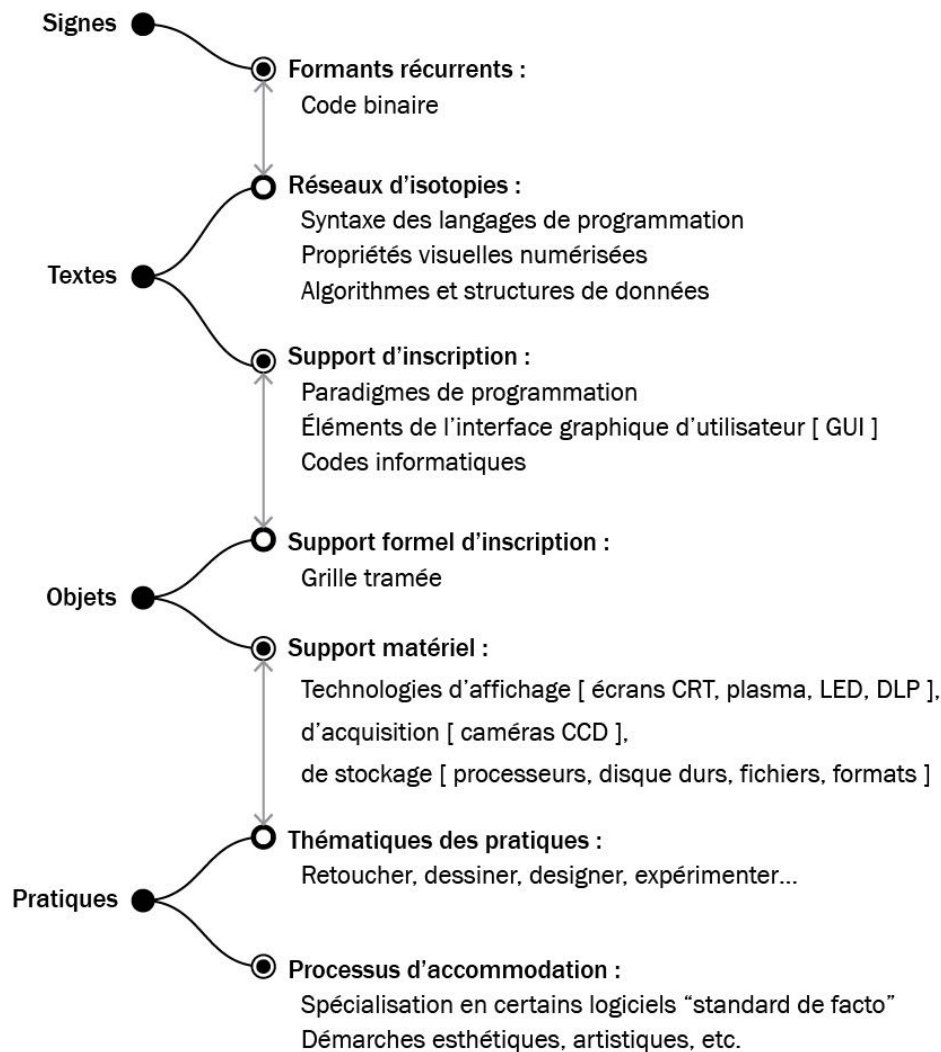 Signes
Formants récurrents :
Code binaire
Réseaux d’isotopies :
Syntaxe des langages de programmation
Propriétés visuelles numérisées
Textes
Algorithmes et structures de données
Support d’inscription :
Paradigmes de programmation
Éléments de l’interface graphique d’utilisateur [ GUI ]
Codes informatiques
Support formel d’inscription :
Grille tramée
Objets
Support matériel :
Technologies d’affichage [ écrans CRT, plasma, LED, DLP ],
d’acquisition [ caméras CCD ],
de stockage [ processeurs, disque durs, fichiers, formats ]
Thématiques des pratiques :
Retoucher, dessiner, designer, expérimenter...
Pratiques
Processus d’accommodation :
Spécialisation en certains logiciels “standard de facto”
Démarches esthétiques, artistiques, etc.